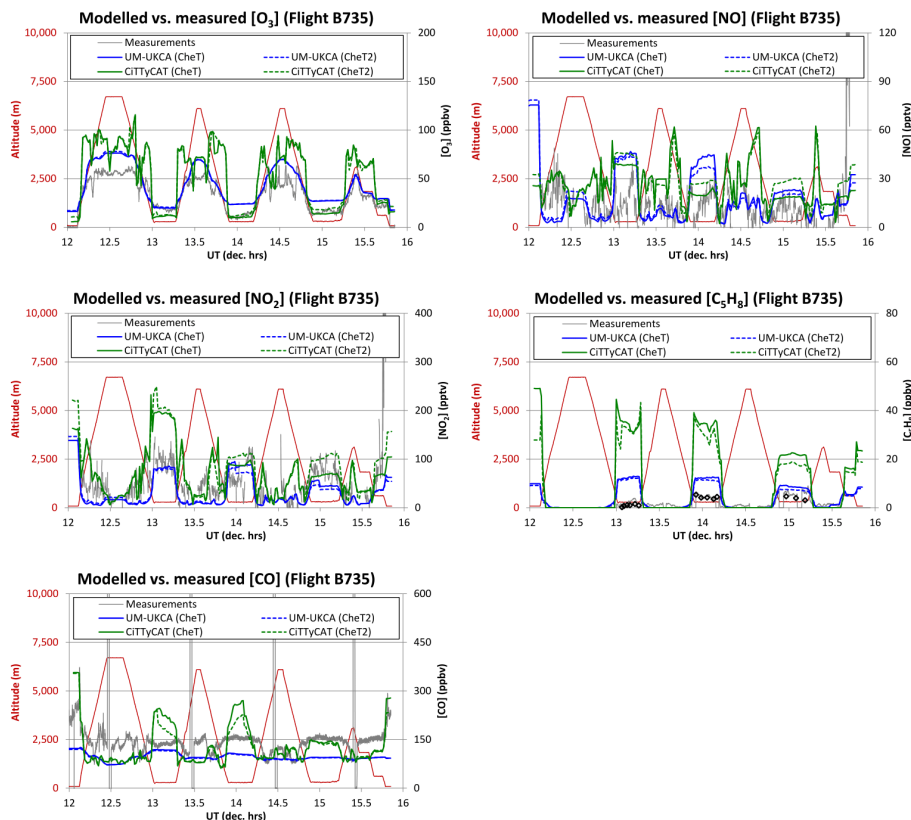 Modelled vs. measured [O3] (Flight B735)
10,000 200
Measurements
UM-UKCA (CheT) UM-UKCA (CheT2)
CiTTyCAT (CheT) CiTTyCAT (CheT2)
7,500 150
5,000 100
2,500 50
0 0
Altitude (m)
[O3] (ppbv)
12 12.5 13 13.5 14 14.5 15 15.5 16
UT (dec. hrs)
Modelled vs. measured [NO] (Flight B735)
10,000 120
Measurements
UM-UKCA (CheT) UM-UKCA (CheT2)
CiTTyCAT (CheT) CiTTyCAT (CheT2)
7,500 90
5,000 60
2,500 30
0 0
Altitude (m)
[NO] (pptv)
12 12.5 13 13.5 14 14.5 15 15.5 16
UT (dec. hrs)
Modelled vs. measured [NO2] (Flight B735)
10,000 400
Measurements
UM-UKCA (CheT) UM-UKCA (CheT2)
CiTTyCAT (CheT) CiTTyCAT (CheT2)
7,500 300
5,000 200
2,500 100
0 0
Altitude (m)
[NO2] (pptv)
12 12.5 13 13.5 14 14.5 15 15.5 16
UT (dec. hrs)
Modelled vs. measured [C5H8] (Flight B735)
10,000 80
Measurements
UM-UKCA (CheT) UM-UKCA (CheT2)
CiTTyCAT (CheT) CiTTyCAT (CheT2)
7,500 60
5,000 40
2,500 20
0 0
Altitude (m)
[C5H8] (ppbv)
12 12.5 13 13.5 14 14.5 15 15.5 16
UT (dec. hrs)
Modelled vs. measured [CO] (Flight B735)
10,000 600
Measurements
UM-UKCA (CheT) UM-UKCA (CheT2)
CiTTyCAT (CheT) CiTTyCAT (CheT2)
7,500 450
5,000 300
2,500 150
0 0
Altitude (m)
[CO] (ppbv)
12 12.5 13 13.5 14 14.5 15 15.5 16
UT (dec. hrs)